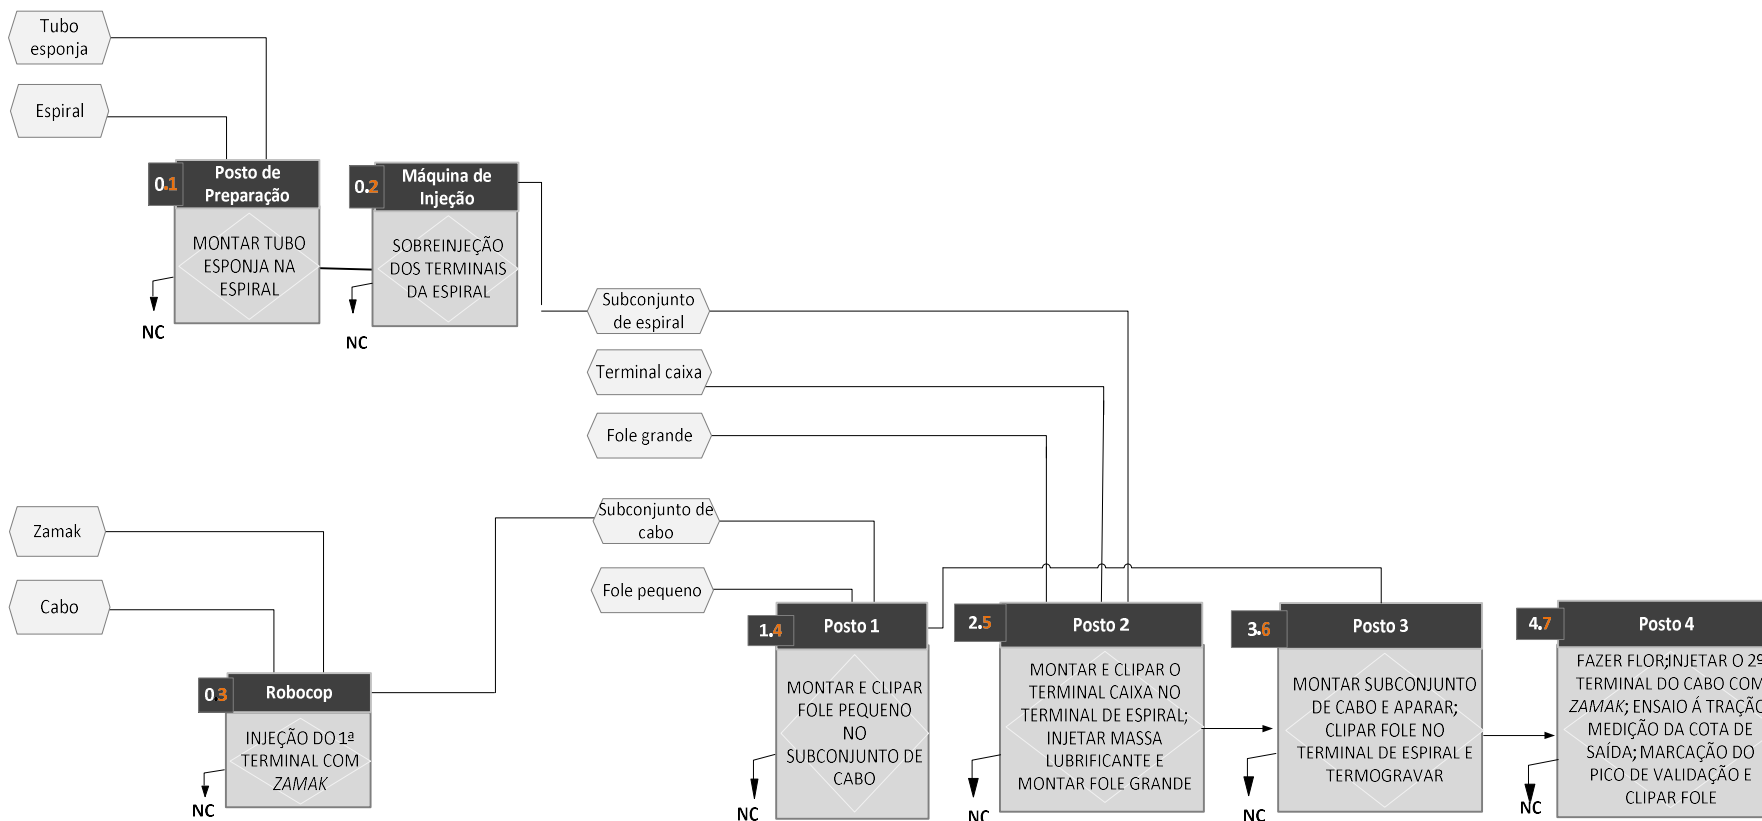 Tubo
esponja
Espiral
0.1
Posto de
Preparação
MONTAR TUBO
ESPONJA NA
ESPIRAL
NC
0.2
Máquina de
Injeção
SOBREINJEÇÃO
DOS TERMINAIS
DA ESPIRAL
NC
Subconjunto
de espiral
Terminal caixa
Fole grande
Subconjunto de
cabo
Fole pequeno
Zamak
Cabo
0 3
Robocop
INJEÇÃO DO 1ª
TERMINAL COM
ZAMAK
NC
1.4
Posto 1
MONTAR E CLIPAR
FOLE PEQUENO
NO
SUBCONJUNTO DE
CABO
NC
2.5
Posto 2
MONTAR E CLIPAR O
TERMINAL CAIXA NO
TERMINAL DE ESPIRAL;
INJETAR MASSA
LUBRIFICANTE E
MONTAR FOLE GRANDE
NC
3.6
Posto 3
MONTAR SUBCONJUNTO
DE CABO E APARAR;
CLIPAR FOLE NO
TERMINAL DE ESPIRAL E
TERMOGRAVAR
NC
4.7
Posto 4
FAZER FLOR;INJETAR O 2º
TERMINAL DO CABO COM
ZAMAK; ENSAIO Á TRAÇÃO
MEDIÇÃO DA COTA DE
SAÍDA; MARCAÇÃO DO
PICO DE VALIDAÇÃO E
CLIPAR FOLE
NC